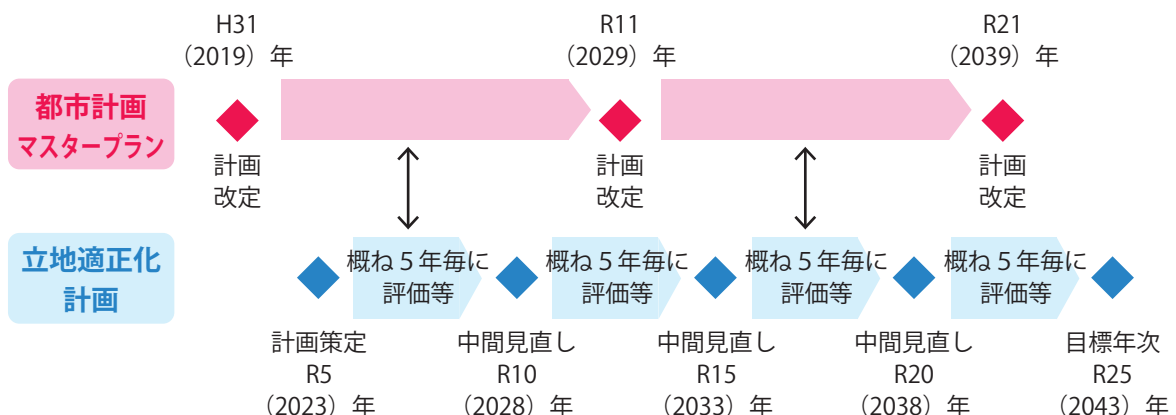 H31
（2019）年
R11
（2029）年
R21
（2039）年
都市計画
マスタープラン
計画
改定
計画
改定
計画
改定
立地適正化
計画
概ね５年毎に
評価等
概ね５年毎に
評価等
概ね５年毎に
評価等
概ね５年毎に
評価等
計画策定
R5
（2023）年
中間見直し
R10
（2028）年
中間見直し
R15
（2033）年
中間見直し
R20
（2038）年
目標年次
R25
（2043）年